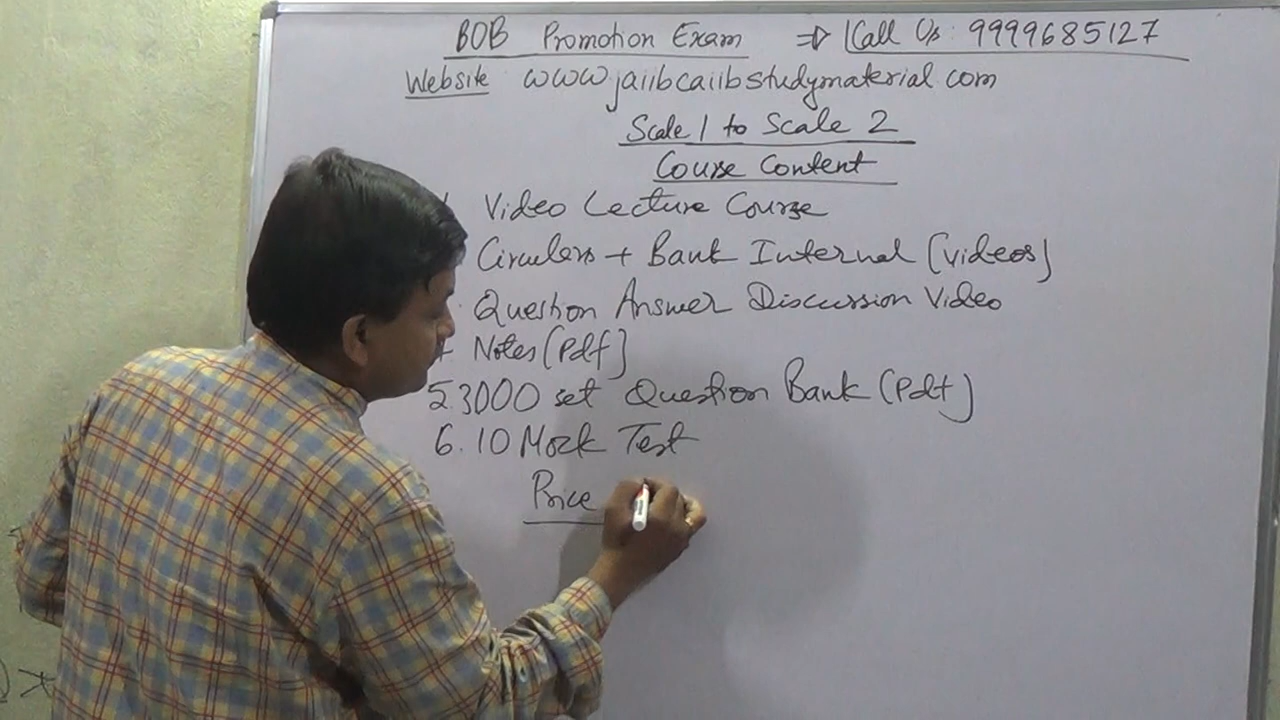 BOB Promotion Exam ⇒ Call Us: 9999685127
Website www.jaiibcaiibstudymaterial.com
Scale 1 to Scale 2
Course Content
Video Lecture Course
Circulers + Bank Internal (videos)
Question Answer Discussion Video
Notes (Pdf)
5.3000 set Question Bank (Pdf)
6. 10 Mock Test
Price